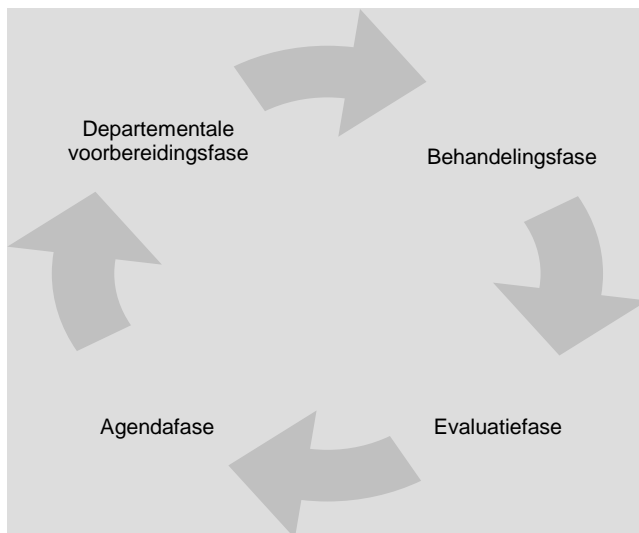 Departementale
voorbereidingsfase
Behandelingsfase
Agendafase
Evaluatiefase